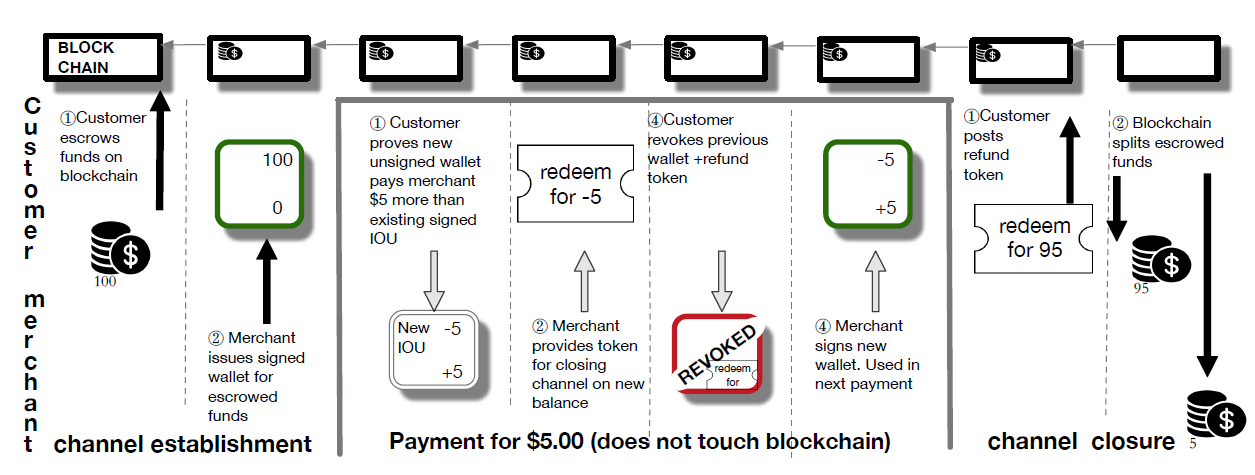 BLOCK
CHAIN
Customer merchant
①Customer
escrows
funds on
blockchain
100
100
0
② Merchant
issues signed
wallet for
escrowed
funds
channel establishment
① Customer
proves new
unsigned wallet
pays merchant
$5 more than
existing signed
IOU
New -5
IOU
+5
redeem
for -5
② Merchant
provides token
for closing
channel on new
balance
④Customer
revokes previous
wallet +refund
token
REVOKED
redeem
for
-5
+5
④ Merchant
signs new
wallet. Used in
next payment
Payment for $5.00 (does not touch blockchain)
①Customer
posts
refund
token
redeem
for 95
② Blockchain
splits escrowed
funds
95
5
channel closure